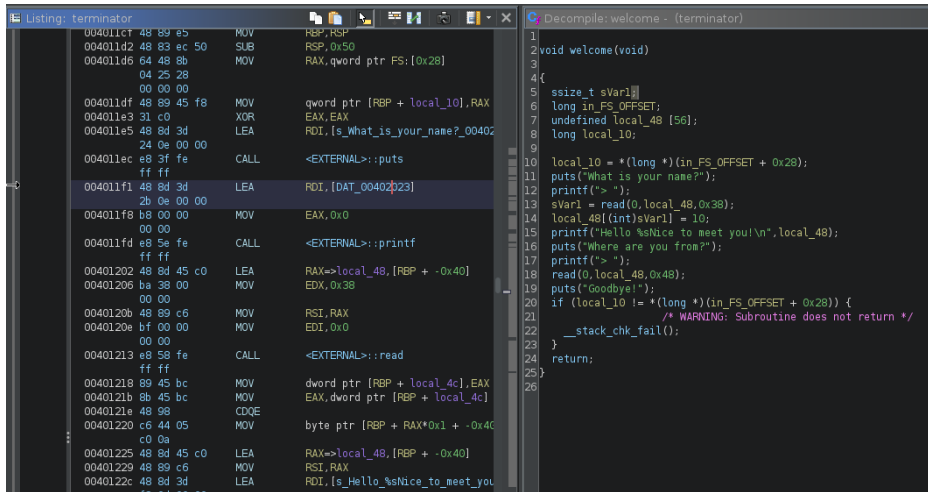 Listing: terminator
004011cf 48 89 e5 MOV RBP,RSP
004011d2 48 83 ec 50 SUB RSP,0x50
004011d6 64 48 8b MOV RAX,qword ptr FS:[0x28]
04 25 28
00 00 00
004011df 48 89 45 f8 MOV qword ptr [RBP + local_10],RAX
004011e3 31 c0 XOR EAX,EAX
004011e5 48 8d 3d LEA RDI,[s_What_is_your_name?_00402
24 0e 00 00
004011ec e8 3f fe CALL <EXTERNAL>::puts
ff ff
004011f1 48 8d 3d LEA RDI,[DAT_00402023]
2b 0e 00 00
004011f8 b8 00 00 MOV EAX,0x0
00 00
004011fd e8 5e fe CALL <EXTERNAL>::printf
ff ff
00401202 48 8d 45 c0 LEA RAX=>local_48,[RBP + -0x40]
00401206 ba 38 00 MOV EDX,0x38
00 00
0040120b 48 89 c6 MOV RSI,RAX
0040120e bf 00 00 MOV EDI,0x0
00 00
00401213 e8 58 fe CALL <EXTERNAL>::read
ff ff
00401218 89 45 bc MOV dword ptr [RBP + local_4c],EAX
0040121b 8b 45 bc MOV EAX,dword ptr [RBP + local_4c]
0040121e 48 98 CDQE
00401220 c6 44 05 MOV byte ptr [RBP + RAX*0x1 + -0x40
c0 0a
00401225 48 8d 45 c0 LEA RAX=>local_48,[RBP + -0x40]
00401229 48 89 c6 MOV RSI,RAX
0040122c 48 8d 3d LEA RDI,[s_Hello_%sNice_to_meet_you
Decompile: welcome - (terminator)
1
2 void welcome(void)
3
4 {
5 ssize_t sVar1;
6 long in_FS_OFFSET;
7 undefined local_48 [56];
8 long local_10;
9
10 local_10 = *(long *)(in_FS_OFFSET + 0x28);
11 puts("What is your name?");
12 printf("> ");
13 sVar1 = read(0,local_48,0x38);
14 local_48[(int)sVar1] = 10;
15 printf("Hello %sNice to meet you!\n",local_48);
16 puts("Where are you from?");
17 printf("> ");
18 read(0,local_48,0x48);
19 puts("Goodbye!");
20 if (local_10 != *(long *)(in_FS_OFFSET + 0x28)) {
21 /* WARNING: Subroutine does not return */
22 __stack_chk_fail();
23 }
24 return;
25 }
26